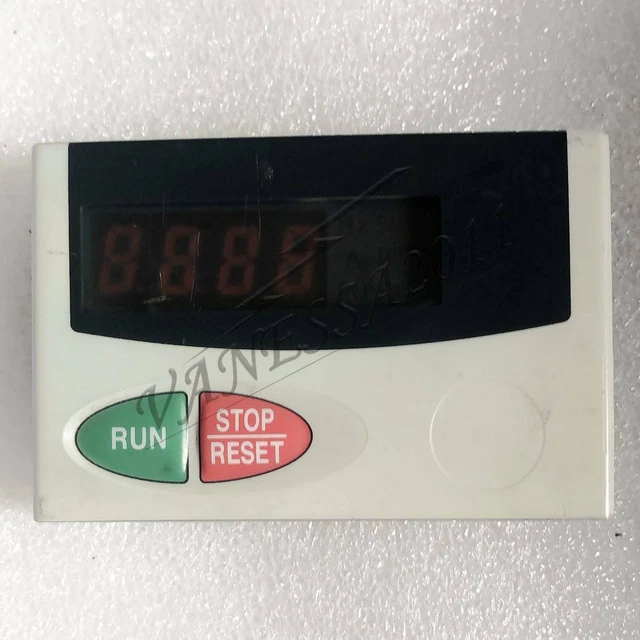 8888
VANESSA2011
RUN
STOP
RESET